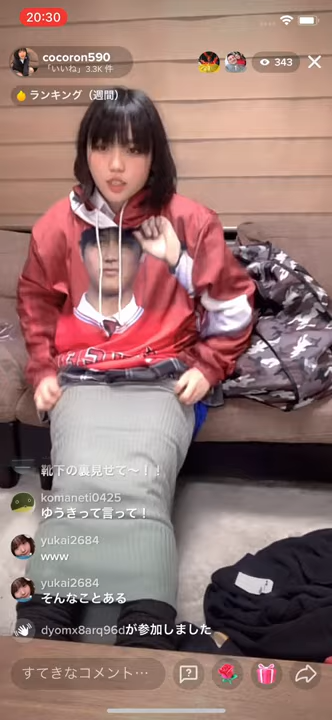 20:30
cocoron590
「いいね」3.3K 件
343
ランキング（週間）
靴下の裏見せて〜！！
komaneti0425
ゆうきって言って！
yukai2684
www
yukai2684
そんなことある
dyomx8arq96dが参加しました
すてきなコメント…